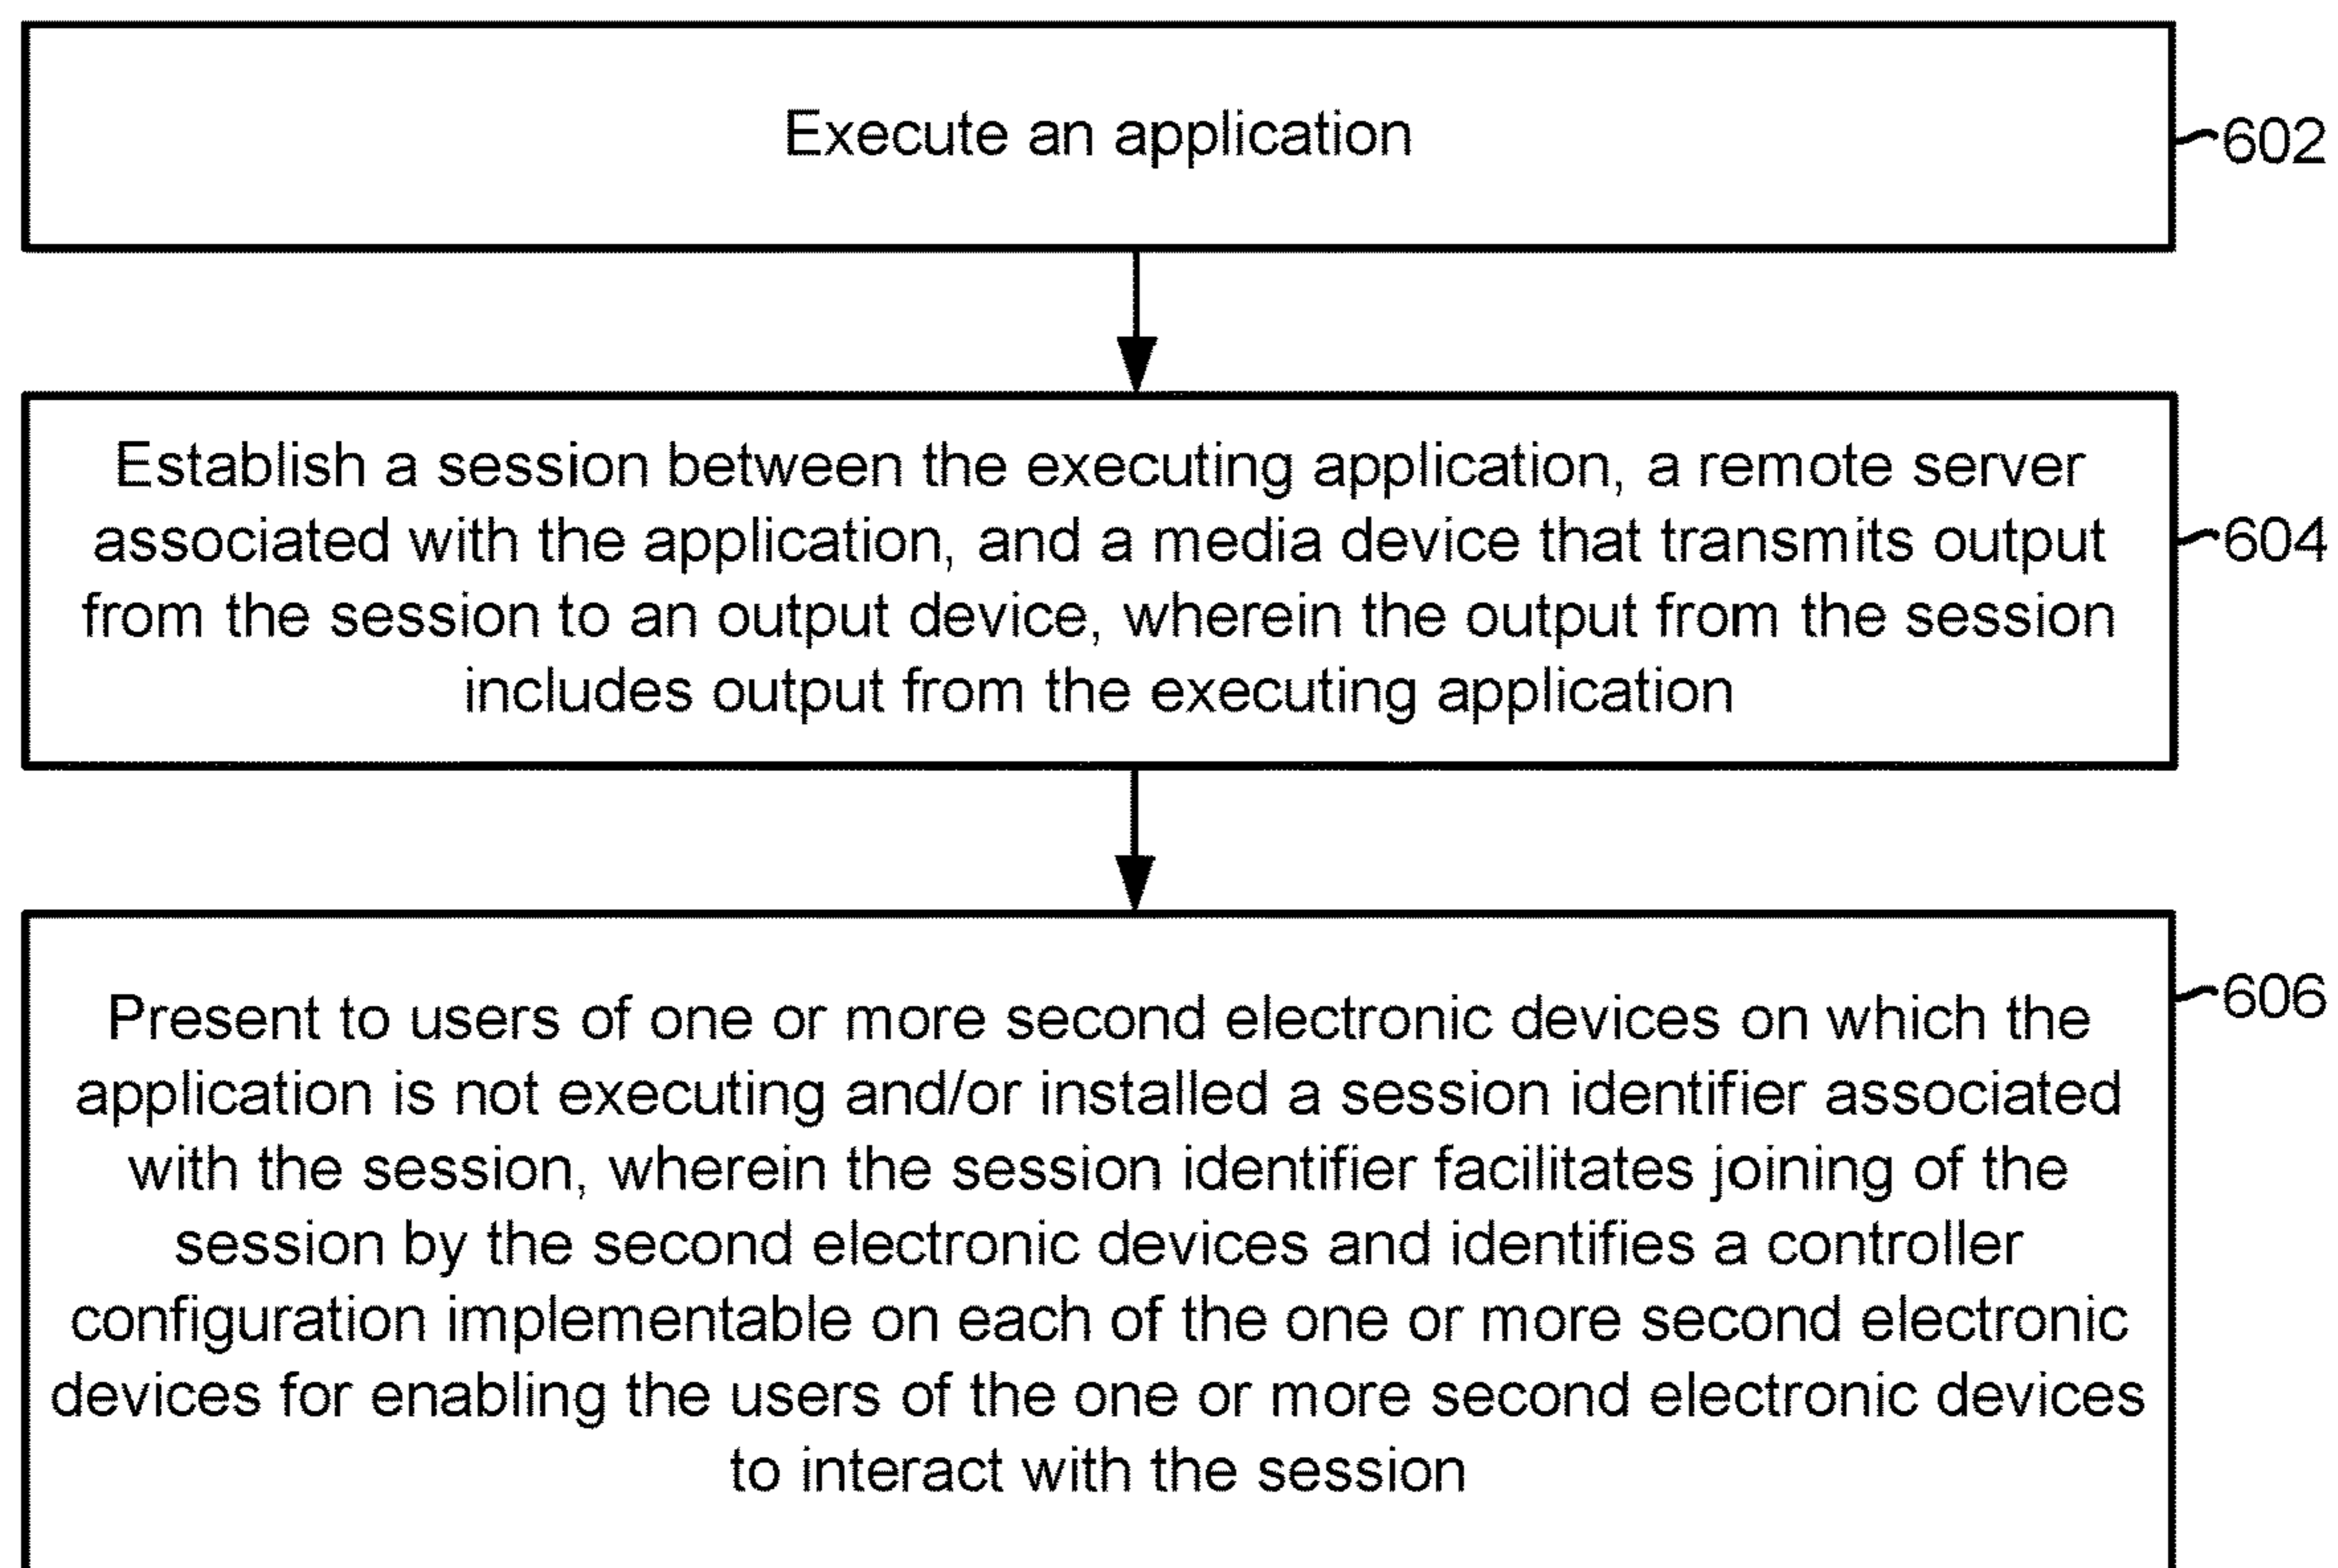 Execute an application
602
Establish a session between the executing application, a remote server
associated with the application, and a media device that transmits output
from the session to an output device, wherein the output from the session
includes output from the executing application
604
Present to users of one or more second electronic devices on which the
application is not executing and/or installed a session identifier associated
with the session, wherein the session identifier facilitates joining of the
session by the second electronic devices and identifies a controller
configuration implementable on each of the one or more second electronic
devices for enabling the users of the one or more second electronic devices
to interact with the session
606